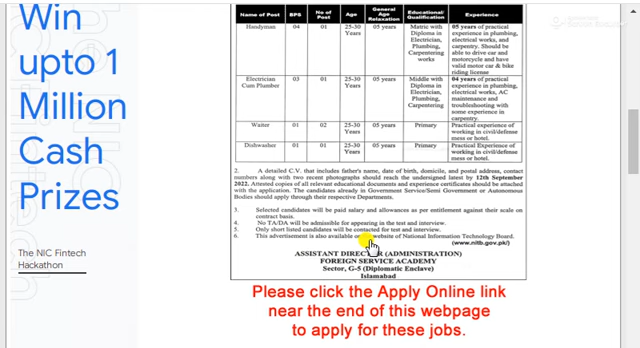 Win
upto 1
Million
Cash
Prizes
The NIC Fintech
Hackathon
Name of Post BPS No of Post Age General Age Relaxation Educational/ Qualification Experience
Handyman 04 01 25-30 Years 05 years Matric with Diploma in Electrician, Plumbing, Carpentering works 05 years of practical experience in plumbing, electrical works, and carpentry. Should be able to drive car and motorcycle and have valid motor car & bike riding license
Electrician Cum Plumber 03 01 25-30 Years 05 years Middle with Diploma in Electrician, Plumbing, Carpentering 04 years of practical experience in plumbing, electrical works, AC maintenance and troubleshooting with some experience in carpentry.
Waiter 01 02 25-30 Years 05 years Primary Practical experience of working in civil/defense mess or hotel.
Dishwasher 01 01 25-30 Years 05 years Primary Practical Experience of working in civil/defense mess or hotel.
2. A detailed C.V. that includes father's name, date of birth, domicile, and postal address, contact
numbers along with two recent photographs should reach the undersigned latest by 12th September
2022. Attested copies of all relevant educational documents and experience certificates should be attached
with the application. The candidates already in Government Service/Semi Government or Autonomous
Bodies should apply through their respective Departments.
3. Selected candidates will be paid salary and allowances as per entitlement against their scale on
contract basis.
4. No TA/DA will be admissible for appearing in the test and interview.
5. Only short listed candidates will be contacted for test and interview.
6. This advertisement is also available website of National Information Technology Board.
(www.nitb.gov.pk/)
ASSISTANT DIRECTOR (ADMINISTRATION)
FOREIGN SERVICE ACADEMY
Sector, G-5 (Diplomatic Enclave)
Islamabad
Please click the Apply Online link
near the end of this webpage
to apply for these jobs.